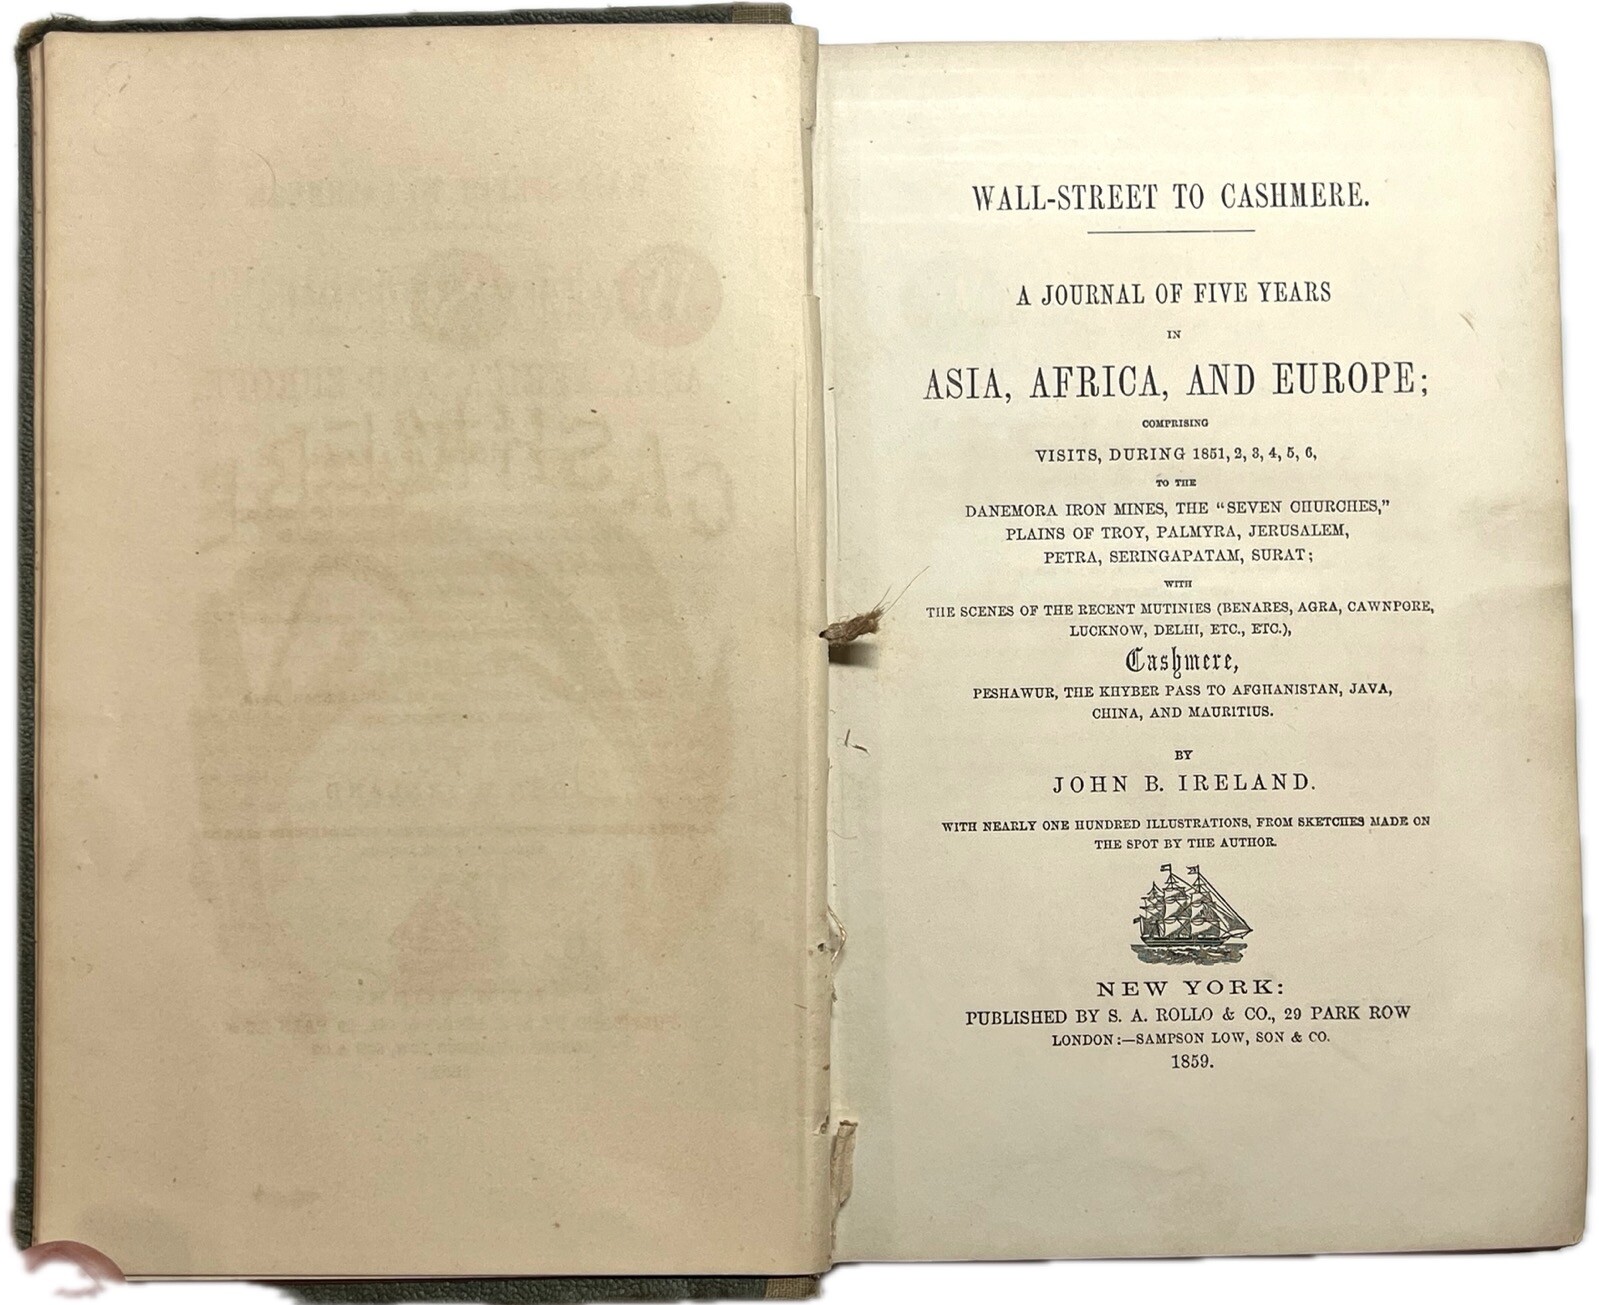 WALL-STREET TO CASHMERE.
A JOURNAL OF FIVE YEARS
IN
ASIA, AFRICA, AND EUROPE;
COMPRISING
VISITS, DURING 1851, 2, 3, 4, 5, 6,
TO THE
DANEMORA IRON MINES, THE "SEVEN CHURCHES,"
PLAINS OF TROY, PALMYRA, JERUSALEM,
PETRA, SERINGAPATAM, SURAT;
WITH
THE SCENES OF THE RECENT MUTINIES (BENARES, AGRA, CAWNPORE,
LUCKNOW, DELHI, ETC., ETC.),
Cashmere,
PESHAWUR, THE KHYBER PASS TO AFGHANISTAN, JAVA,
CHINA, AND MAURITIUS.
BY
JOHN B. IRELAND.
WITH NEARLY ONE HUNDRED ILLUSTRATIONS, FROM SKETCHES MADE ON
THE SPOT BY THE AUTHOR.
NEW YORK:
PUBLISHED BY S. A. ROLLO & CO., 29 PARK ROW
LONDON:—SAMPSON LOW, SON & CO.
1859.